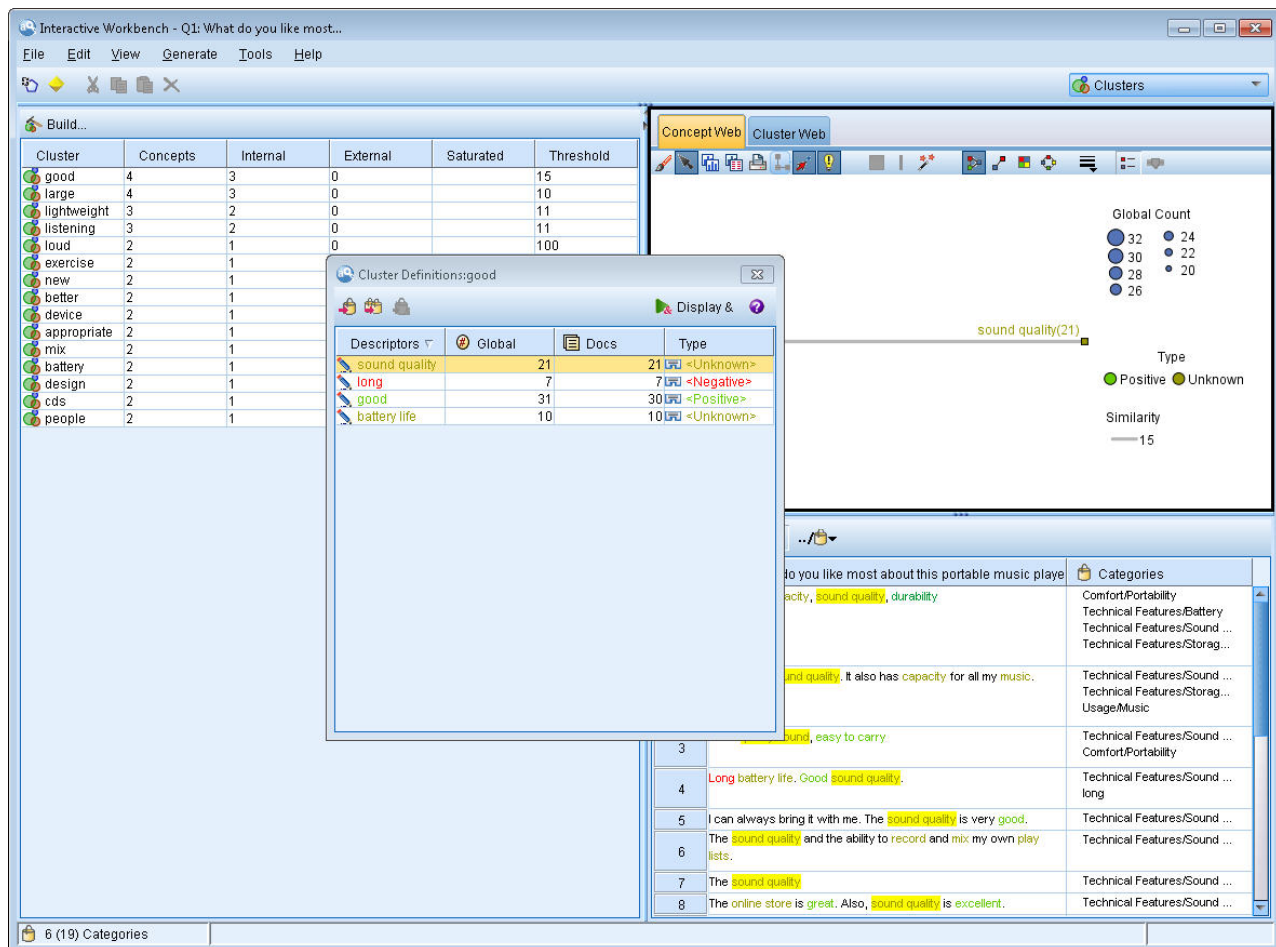 Interactive Workbench - Q1: What do you like most...
File Edit View Generate Tools Help
Clusters
Build...
Cluster Concepts Internal External Saturated Threshold
good 4 3 0 15
large 4 3 0 10
lightweight 3 2 0 11
listening 3 2 0 11
loud 2 1 0 100
exercise 2 1
new 2 1
better 2 1
device 2 1
appropriate 2 1
mix 2 1
battery 2 1
design 2 1
cds 2 1
people 2 1
Cluster Definitions:good
Display &
Descriptors Global Docs Type
sound quality 21 21 <Unknown>
long 7 7 <Negative>
good 31 30 <Positive>
battery life 10 10 <Unknown>
Concept Web Cluster Web
Global Count
32 24
30 22
28 20
26
sound quality(21)
Type
Positive Unknown
Similarity
15
../
do you like most about this portable music playe Categories
acity, sound quality, durability
Comfort/Portability
Technical Features/Battery
Technical Features/Sound ...
Technical Features/Storag...
und quality. It also has capacity for all my music.
Technical Features/Sound ...
Technical Features/Storag...
Usage/Music
3 und, easy to carry
Technical Features/Sound ...
Comfort/Portability
4 Long battery life. Good sound quality.
Technical Features/Sound ...
long
5 I can always bring it with me. The sound quality is very good. Technical Features/Sound ...
6 The sound quality and the ability to record and mix my own play
lists.
Technical Features/Sound ...
7 The sound quality Technical Features/Sound ...
8 The online store is great. Also, sound quality is excellent. Technical Features/Sound ...
6 (19) Categories